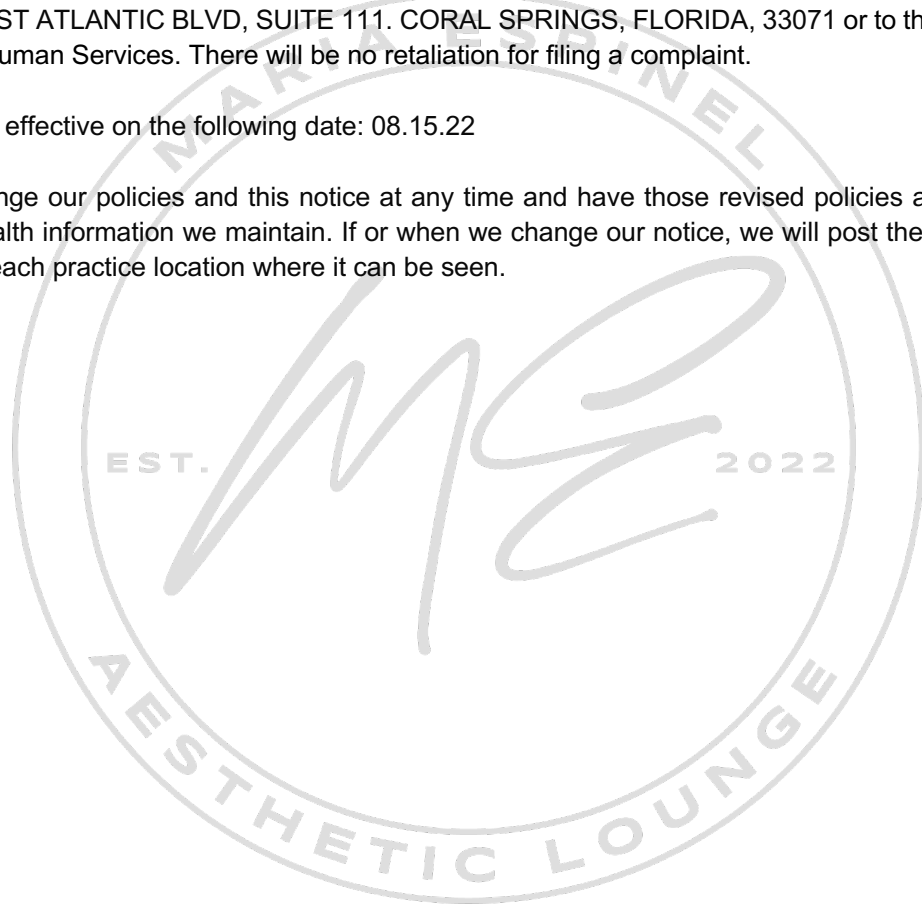 ST ATLANTIC BLVD, SUITE 111. CORAL SPRINGS, FLORIDA, 33071 or to th
uman Services. There will be no retaliation for filing a complaint.
effective on the following date: 08.15.22
nge our policies and this notice at any time and have those revised policies a
alth information we maintain. If or when we change our notice, we will post the
each practice location where it can be seen.
MARIA ESPINEL
EST.
ME
2022
AESTHETIC LOUNGE